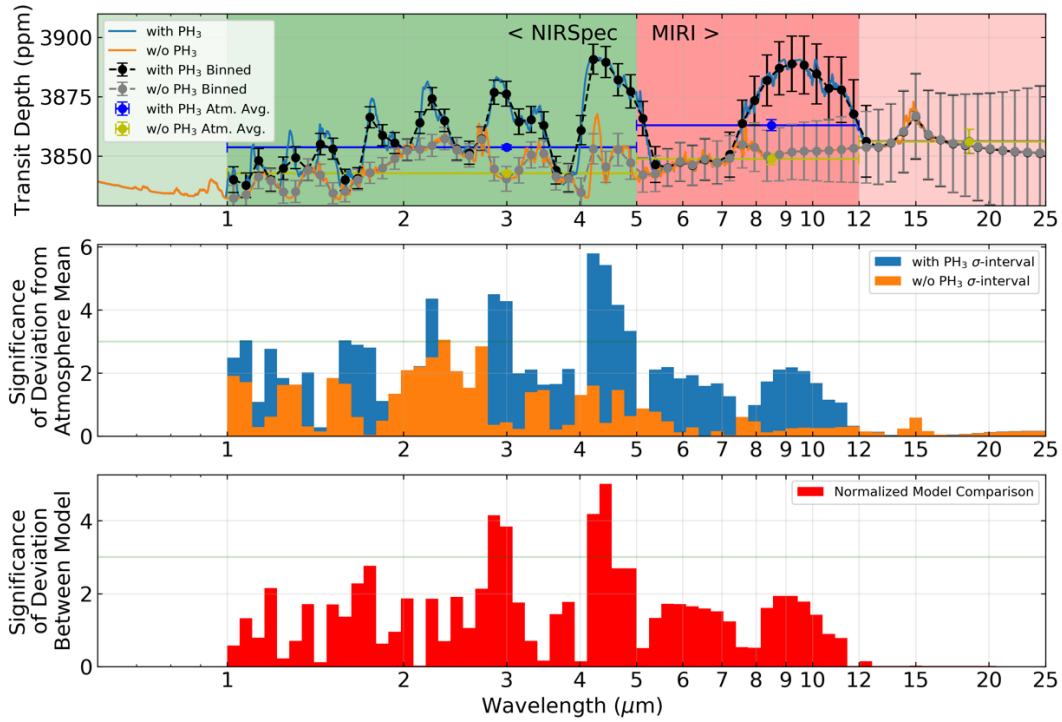 3910
3900
3875
3850
Transit Depth (ppm)
with PH₃
w/o PH₃
with PH₃ Binned
w/o PH₃ Binned
with PH₃ Atm. Avg.
w/o PH₃ Atm. Avg.
< NIRSpec
MIRI >
1 2 3 4 5 6 7 8 9 10 12 15 20 25
6
4
2
0
Significance
of Deviation from
Atmosphere Mean
with PH₃ σ-interval
w/o PH₃ σ-interval
1 2 3 4 5 6 7 8 9 10 12 15 20 25
4
2
0
Significance
of Deviation
Between Model
Normalized Model Comparison
1 2 3 4 5 6 7 8 9 10 12 15 20 25
Wavelength (μm)